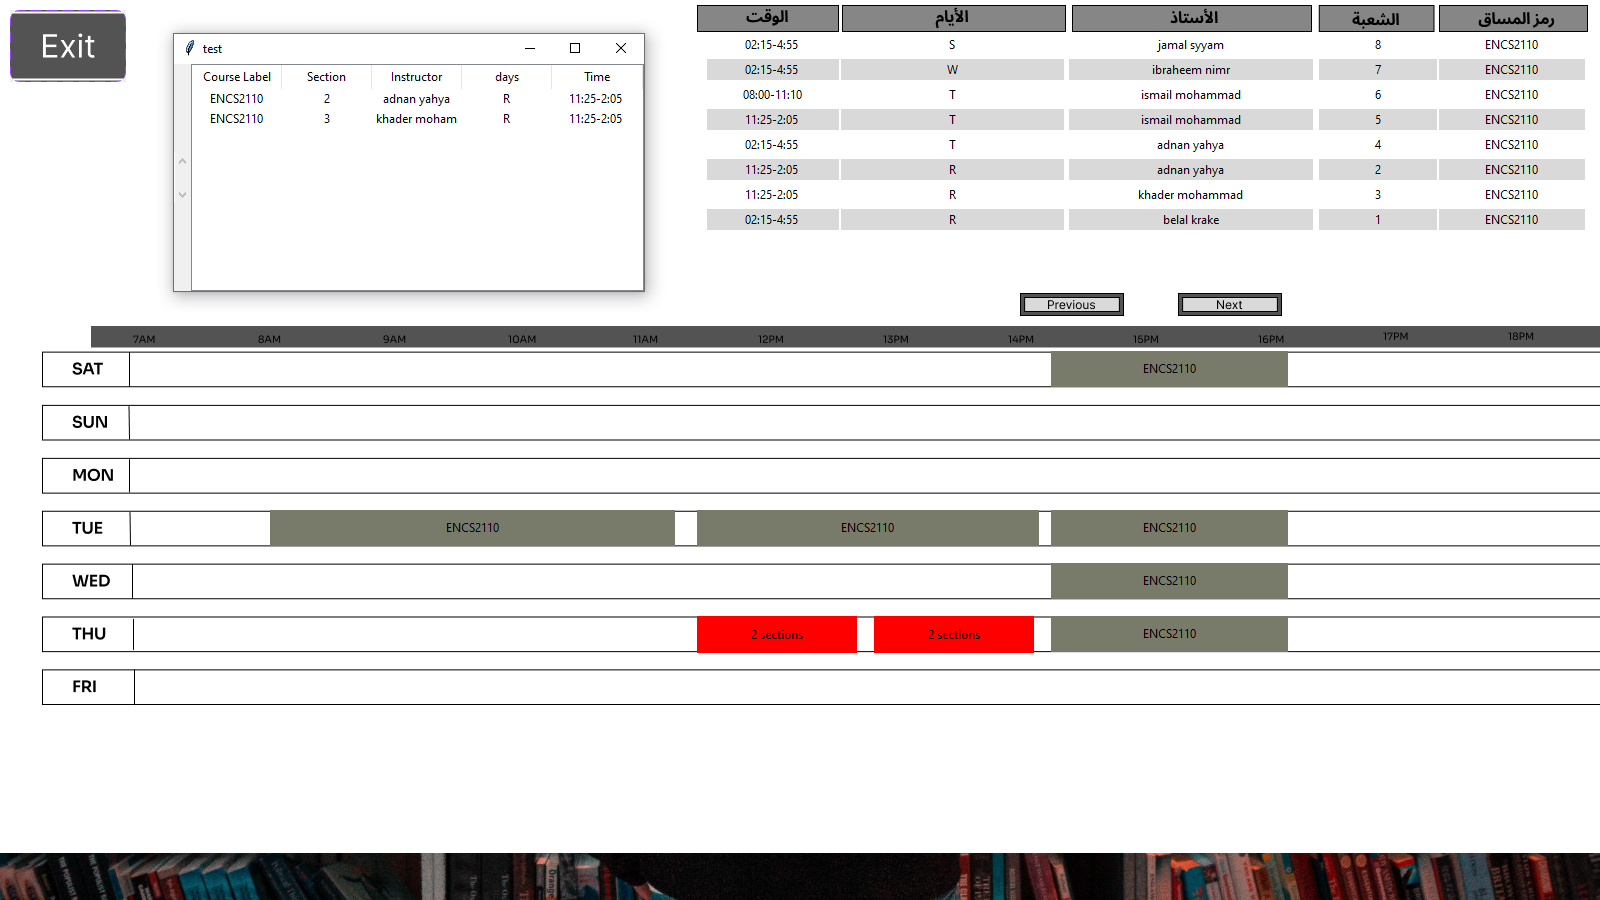 Exit
test
Course Label Section Instructor days Time
ENCS2110 2 adnan yahya R 11:25-2:05
ENCS2110 3 khader moham R 11:25-2:05
رمز المساق الشعبة الأستاذ الأيام الوقت
02:15-4:55 S jamal syyam 8 ENCS2110
02:15-4:55 W ibraheem nimr 7 ENCS2110
08:00-11:10 T ismail mohammad 6 ENCS2110
11:25-2:05 T ismail mohammad 5 ENCS2110
02:15-4:55 T adnan yahya 4 ENCS2110
11:25-2:05 R adnan yahya 2 ENCS2110
11:25-2:05 R khader mohammad 3 ENCS2110
02:15-4:55 R belal krake 1 ENCS2110
Previous Next
7AM 8AM 9AM 10AM 11AM 12PM 13PM 14PM 15PM 16PM 17PM 18PM
SAT ENCS2110
SUN
MON
TUE ENCS2110 ENCS2110 ENCS2110
WED ENCS2110
THU 2 sections 2 sections ENCS2110
FRI